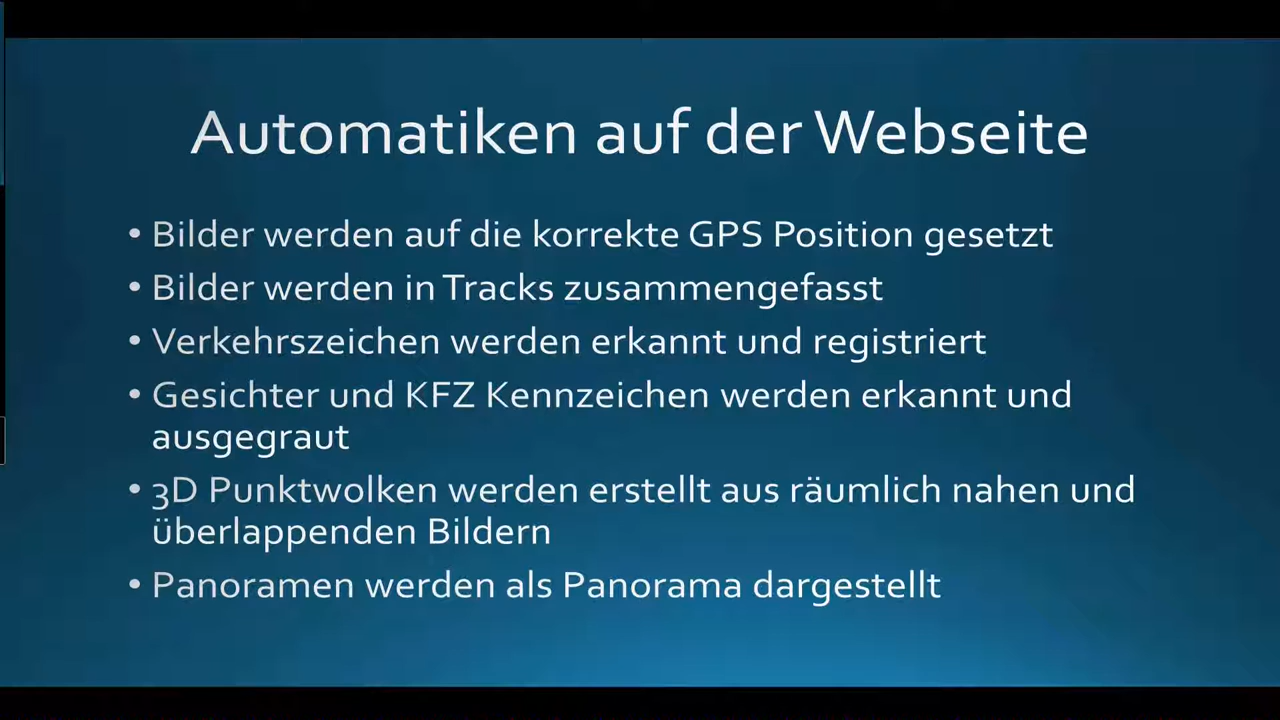 Automatiken auf der Webseite
• Bilder werden auf die korrekte GPS Position gesetzt
• Bilder werden in Tracks zusammengefasst
• Verkehrszeichen werden erkannt und registriert
• Gesichter und KFZ Kennzeichen werden erkannt und
ausgegraut
• 3D Punktwolken werden erstellt aus räumlich nahen und
überlappenden Bildern
• Panoramen werden als Panorama dargestellt